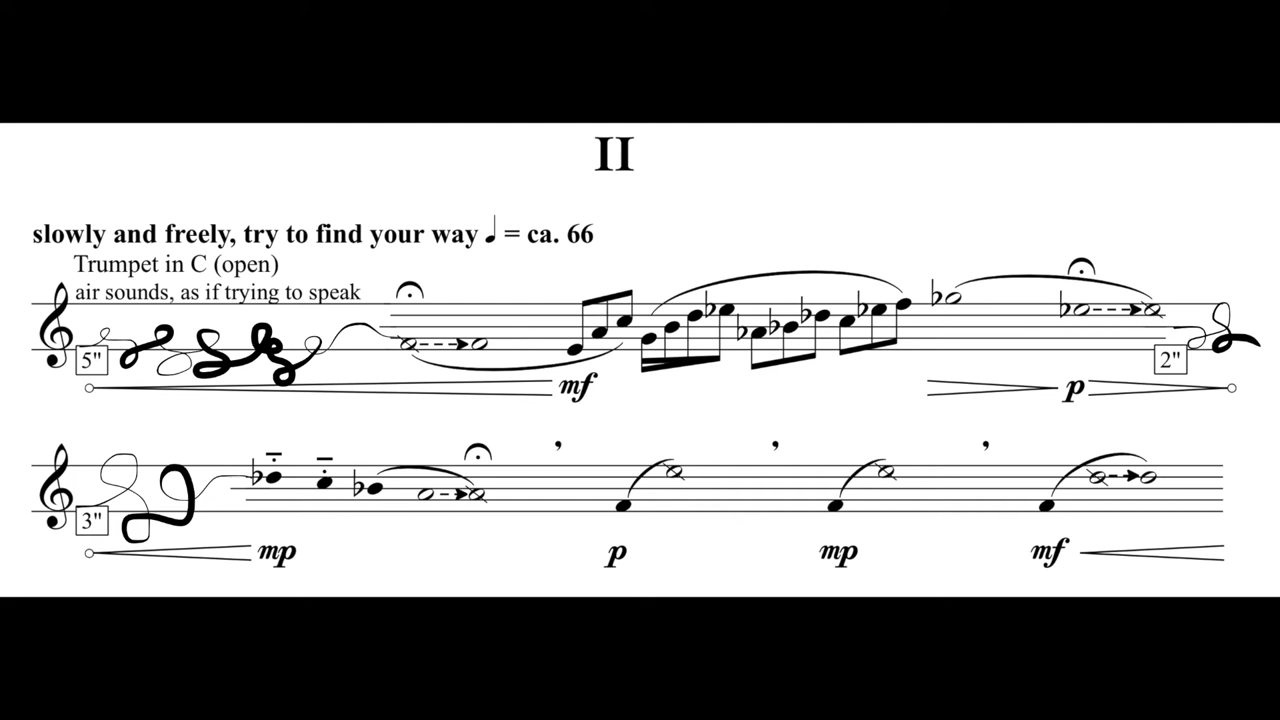 II
slowly and freely, try to find your way ♩ = ca. 66
Trumpet in C (open)
air sounds, as if trying to speak
5"
2"
mf
p
3"
mp
p
mp
mf